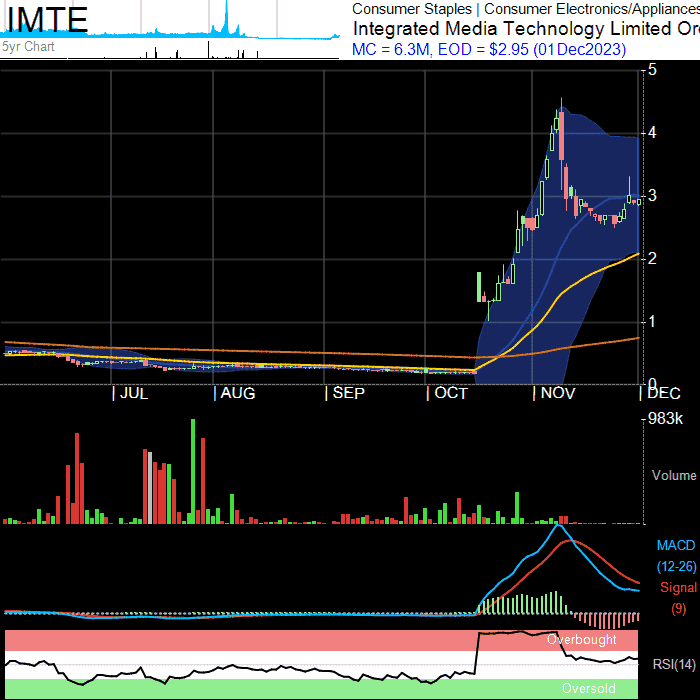 IMTE
5yr Chart
Consumer Staples | Consumer Electronics/Appliances
Integrated Media Technology Limited Or
MC = 6.3M, EOD = $2.95 (01Dec2023)
5
4
3
2
1
0
| JUL
| AUG
| SEP
| OCT
| NOV
| DEC
983k
Volume
MACD
(12-26)
Signal
(9)
Overbought
RSI(14)
Oversold